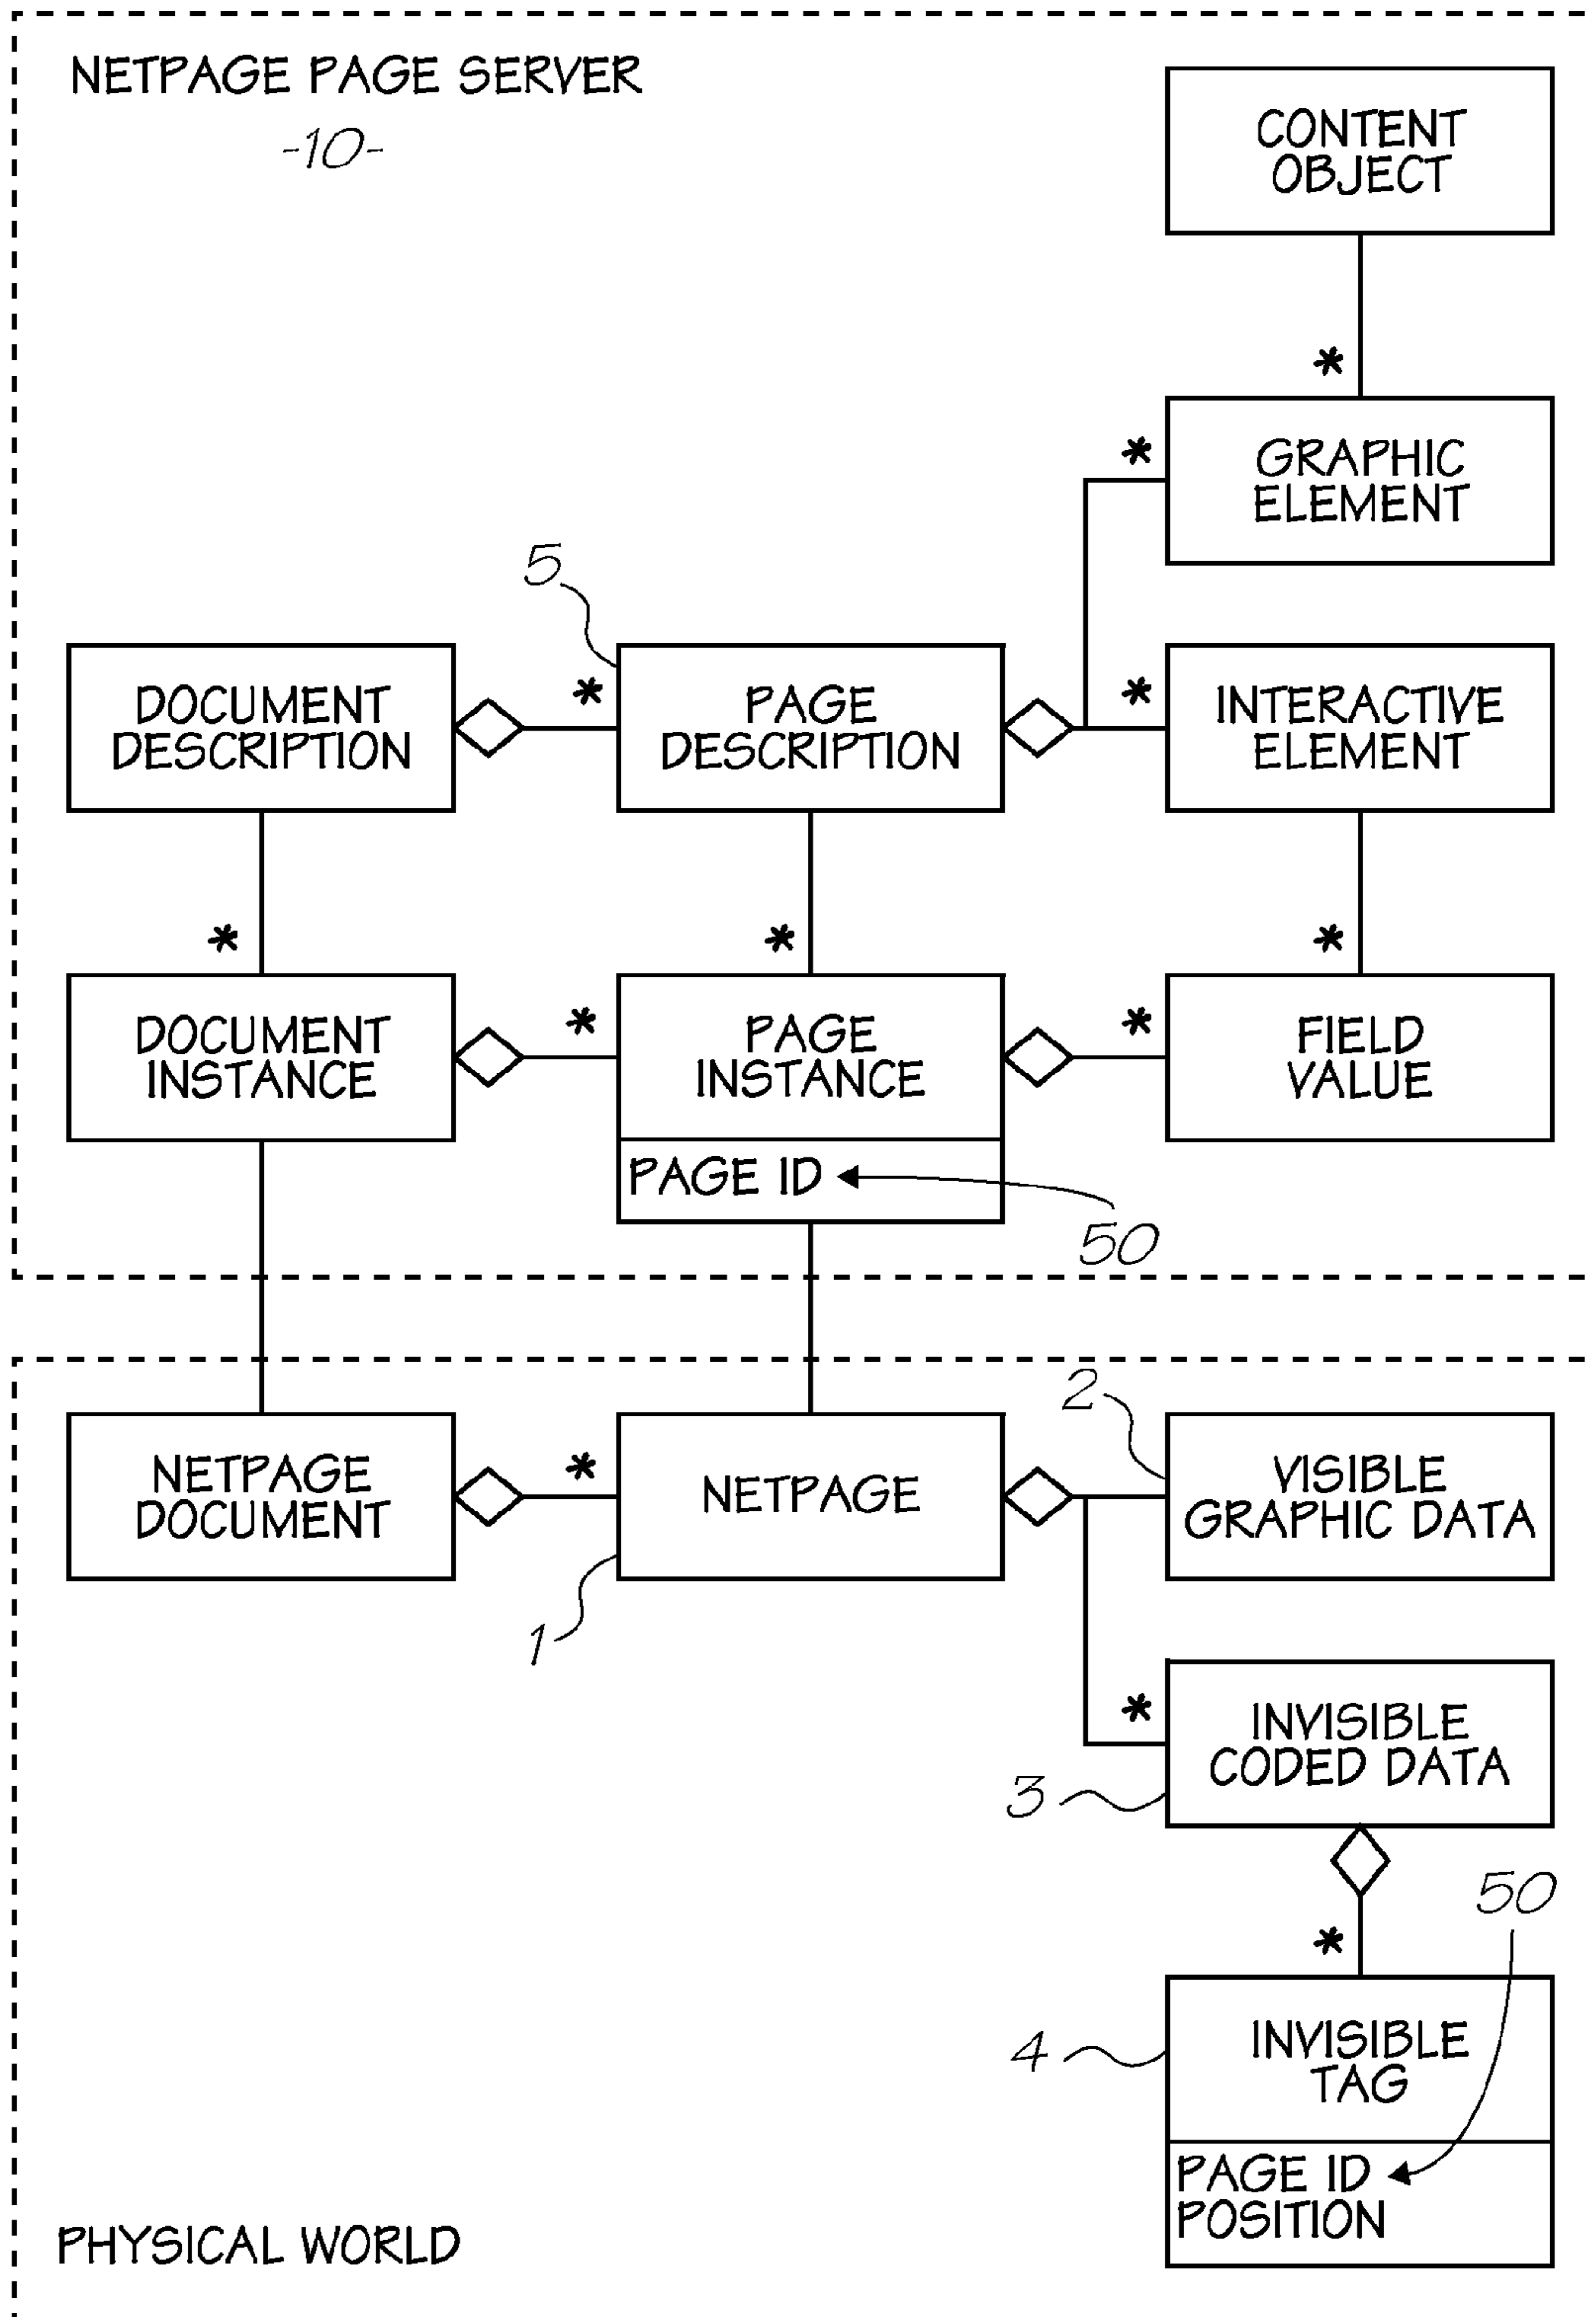 NETPAGE PAGE SERVER
-10-
CONTENT
OBJECT
*
*
GRAPHIC
ELEMENT
5
DOCUMENT
DESCRIPTION
*
PAGE
DESCRIPTION
*
INTERACTIVE
ELEMENT
*
*
*
DOCUMENT
INSTANCE
*
PAGE
INSTANCE
*
FIELD
VALUE
PAGE ID
50
2
NETPAGE
DOCUMENT
*
NETPAGE
VISIBLE
GRAPHIC DATA
1
*
INVISIBLE
CODED DATA
3
50
*
4
INVISIBLE
TAG
PAGE ID
POSITION
PHYSICAL WORLD